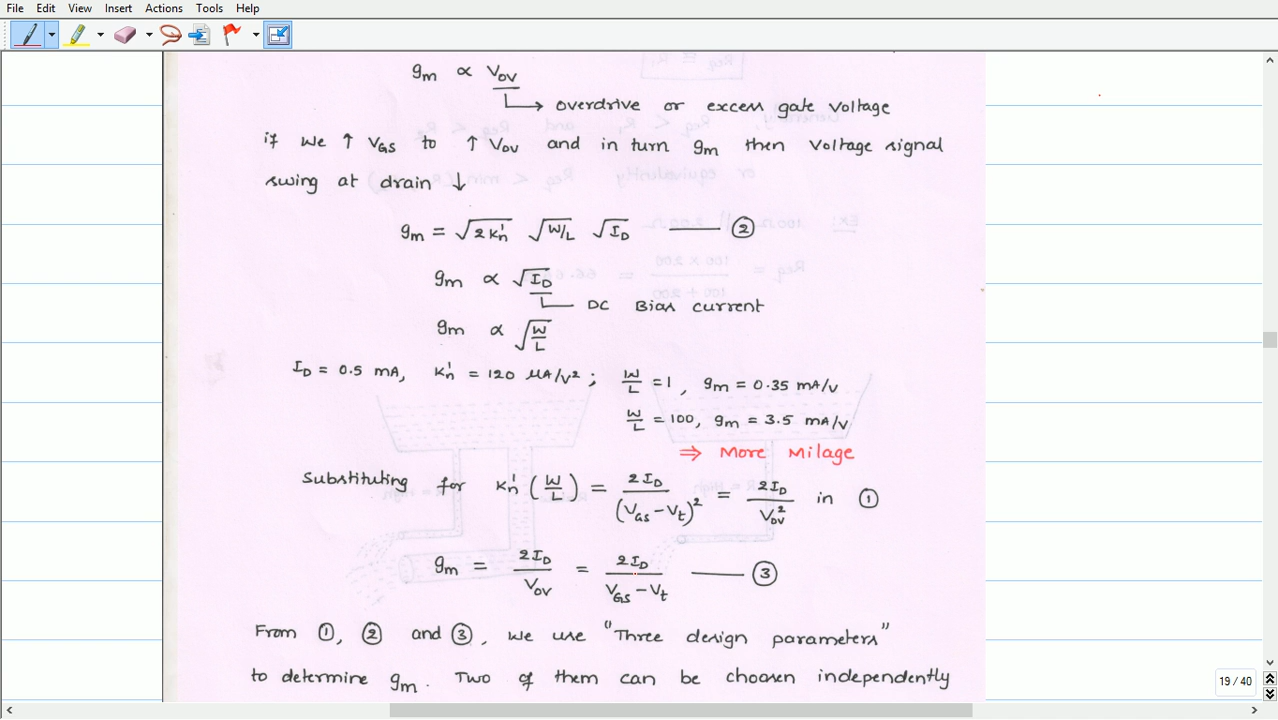 File Edit View Insert Actions Tools Help
gm ∝ VOV
overdrive or excess gate voltage
if we ↑ VGS to ↑ VOV and in turn gm then voltage signal
swing at drain ↓
gm = √2kn' √W/L √ID —— ②
gm ∝ √ID
DC Bias current
gm ∝ √W/L
ID = 0.5 mA, kn' = 120 μA/V²; W/L = 1, gm = 0.35 mA/V
W/L = 100, gm = 3.5 mA/V
⇒ More Milage
Substituting for kn' (W/L) = 2ID/(VGS − Vt)² = 2ID/VOV² in ①
gm = 2ID/VOV = 2ID/VGS − Vt —— ③
From ①, ② and ③, we use "Three design parameters"
to determine gm. Two of them can be choosen independently
19 / 40